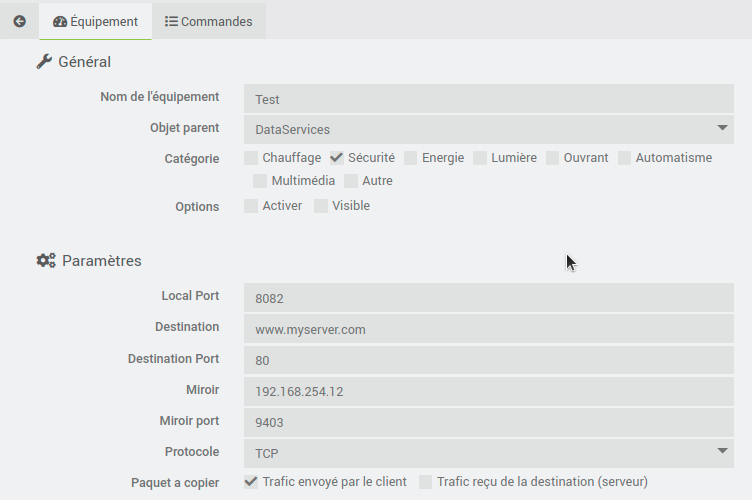 Équipement Commandes
Général
Nom de l'équipement Test
Objet parent DataServices
Catégorie Chauffage Sécurité Energie Lumière Ouvrant Automatisme
Multimédia Autre
Options Activer Visible
Paramètres
Local Port 8082
Destination www.myserver.com
Destination Port 80
Miroir 192.168.254.12
Miroir port 9403
Protocole TCP
Paquet a copier Trafic envoyé par le client Trafic reçu de la destination (serveur)